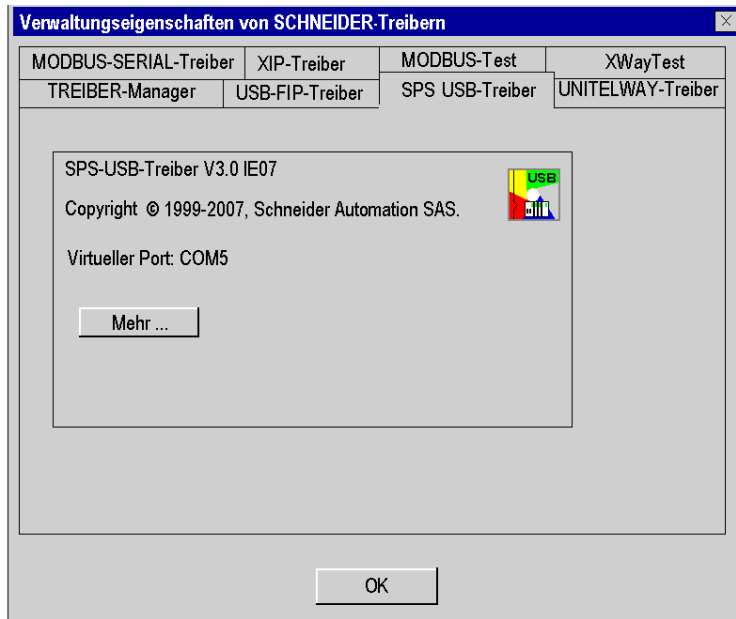 Verwaltungseigenschaften von SCHNEIDER-Treibern
MODBUS-SERIAL-Treiber XIP-Treiber MODBUS-Test XWayTest
TREIBER-Manager USB-FIP-Treiber SPS USB-Treiber UNITELWAY-Treiber
SPS-USB-Treiber V3.0 IE07
USB
Copyright © 1999-2007, Schneider Automation SAS.
Virtueller Port: COM5
Mehr ...
OK